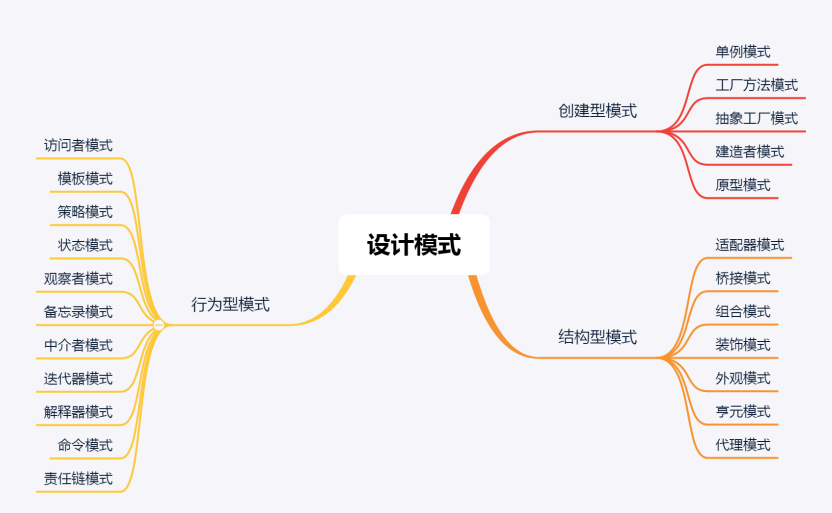 设计模式
创建型模式
单例模式
工厂方法模式
抽象工厂模式
建造者模式
原型模式
结构型模式
适配器模式
桥接模式
组合模式
装饰模式
外观模式
亨元模式
代理模式
行为型模式
访问者模式
模板模式
策略模式
状态模式
观察者模式
备忘录模式
中介者模式
迭代器模式
解释器模式
命令模式
责任链模式